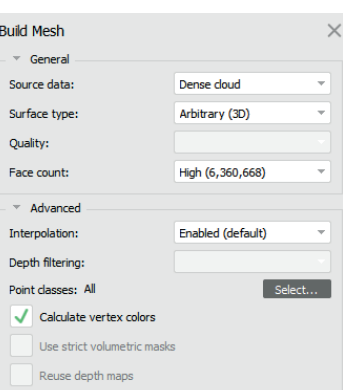 Build Mesh
General
Source data: Dense cloud
Surface type: Arbitrary (3D)
Quality:
Face count: High (6,360,668)
Advanced
Interpolation: Enabled (default)
Depth filtering:
Point classes: All Select...
Calculate vertex colors
Use strict volumetric masks
Reuse depth maps